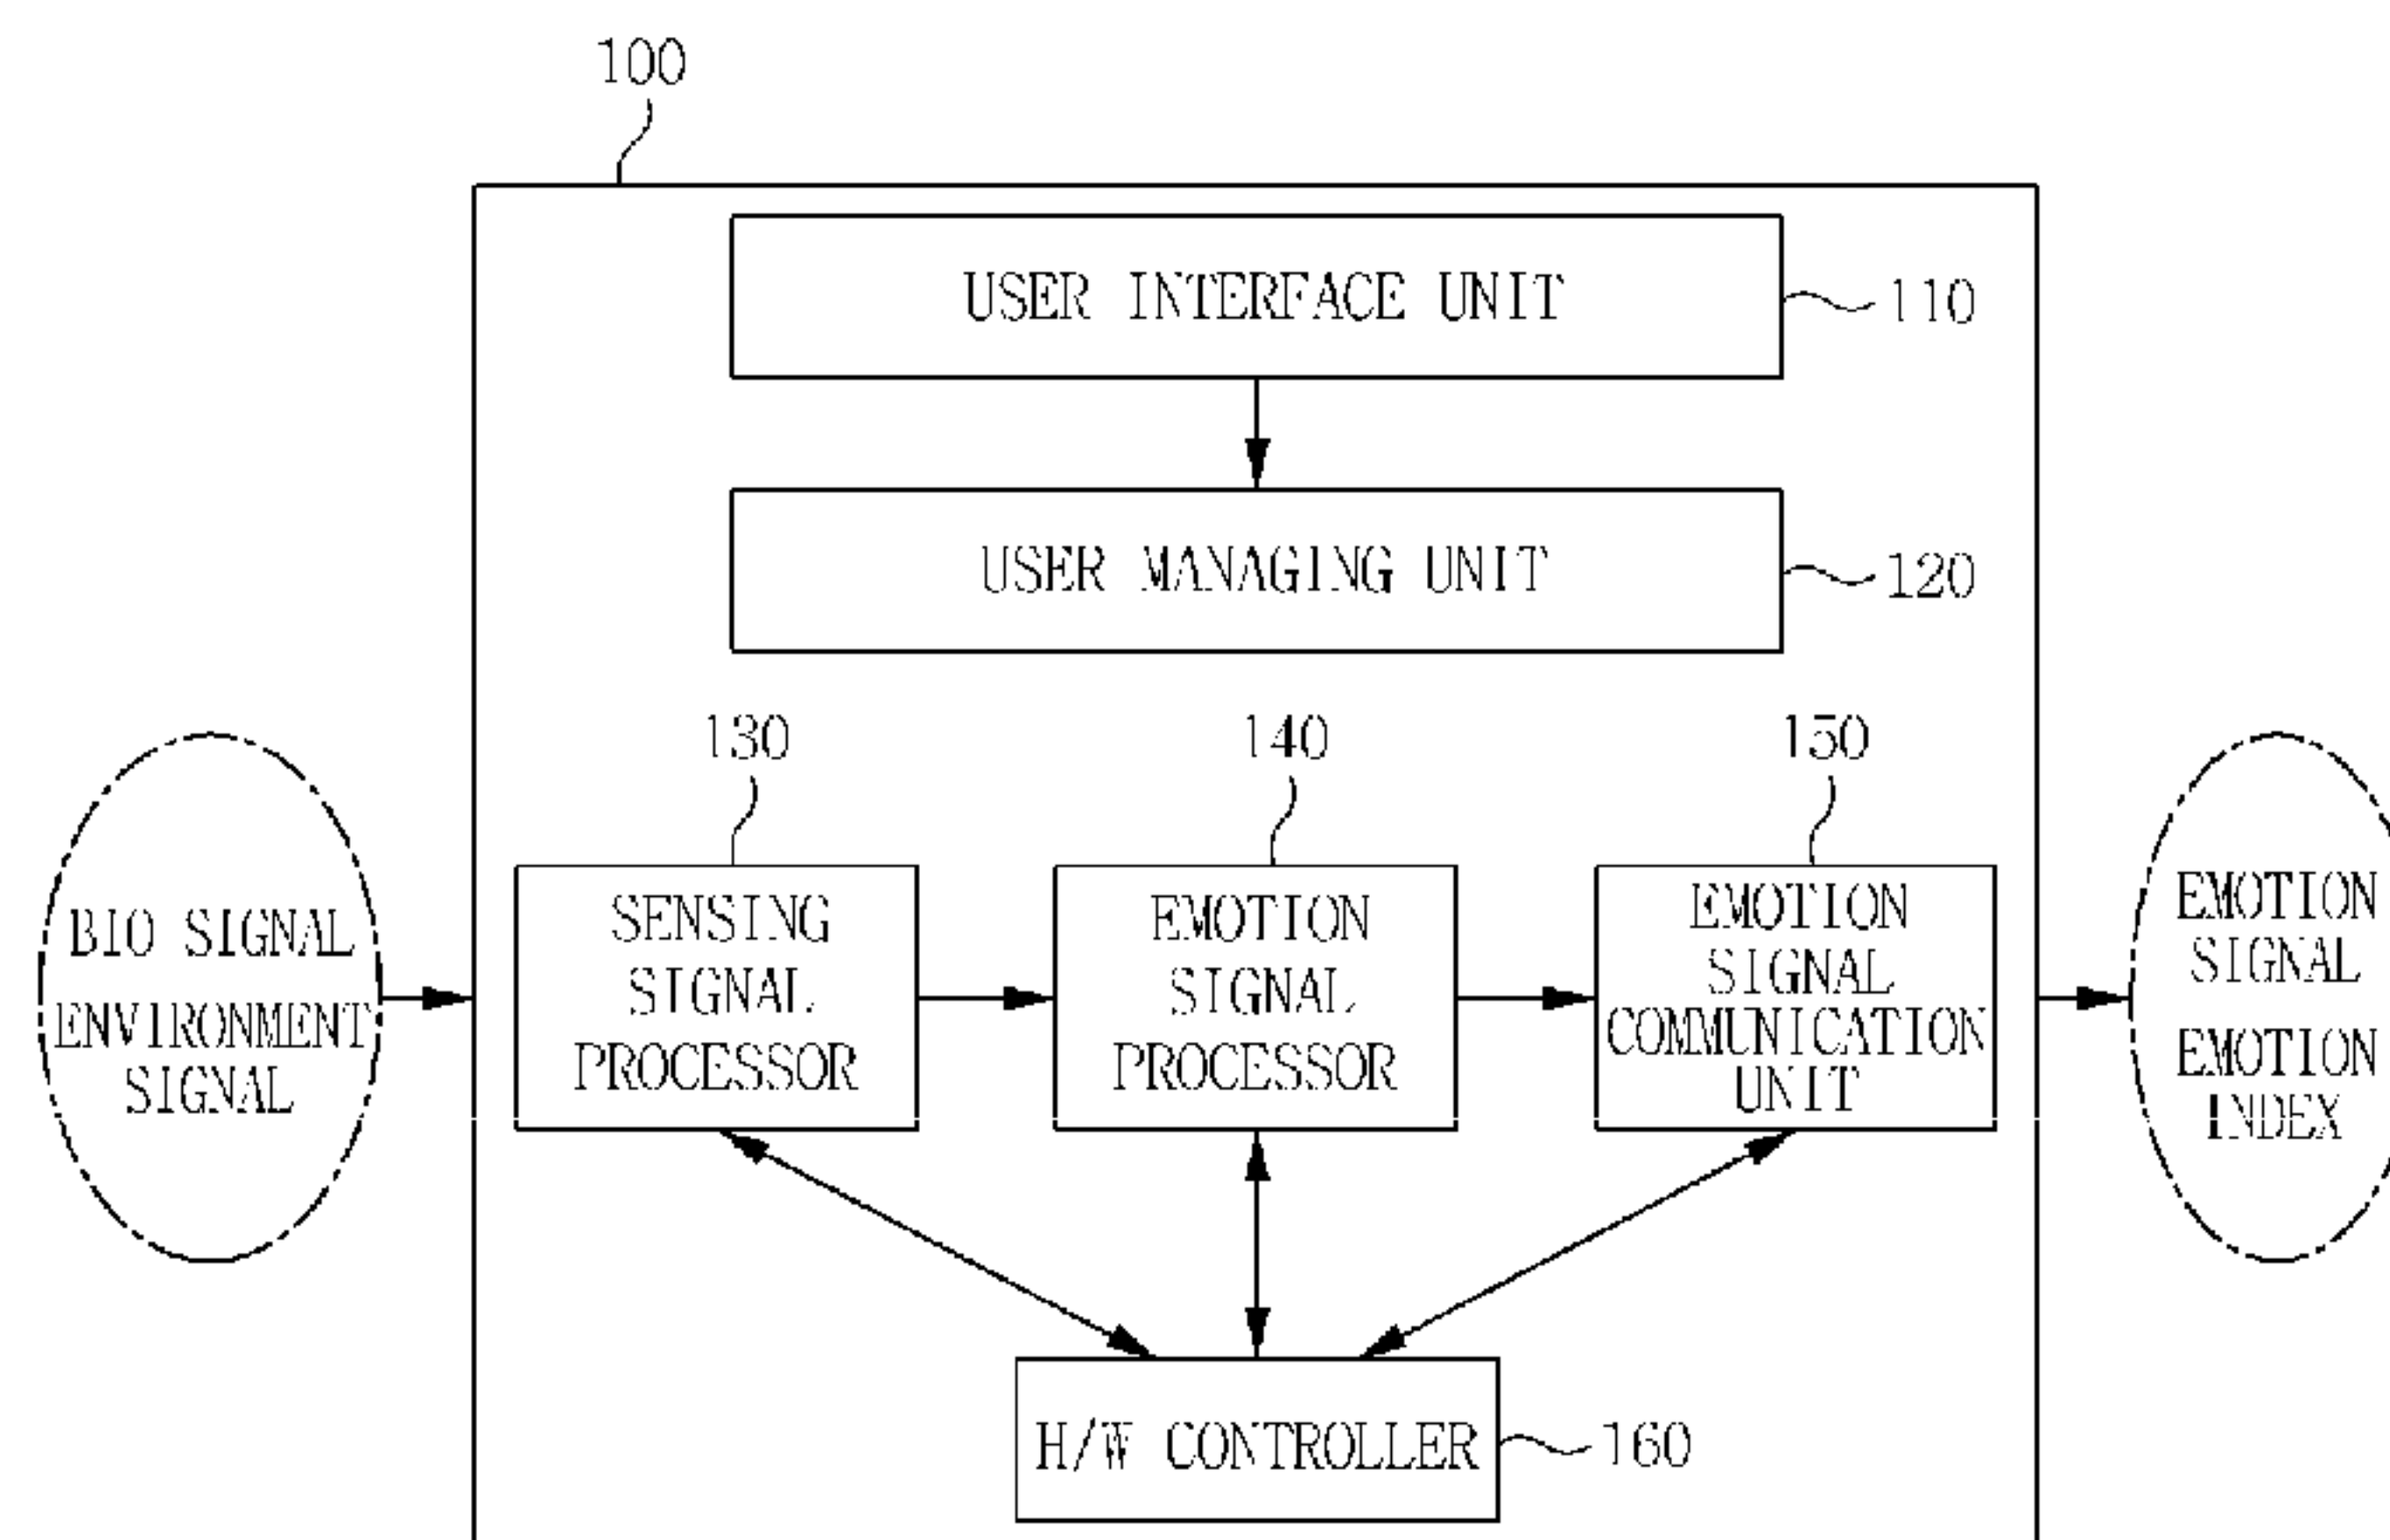 100
USER INTERFACE UNIT
110
USER MANAGING UNIT
120
130
140
150
BIO SIGNAL
ENVIRONMENT
SIGNAL
SENSING
SIGNAL
PROCESSOR
EMOTION
SIGNAL
PROCESSOR
EMOTION
SIGNAL
COMMUNICATION
UNIT
EMOTION
SIGNAL
EMOTION
INDEX
H/W CONTROLLER
160